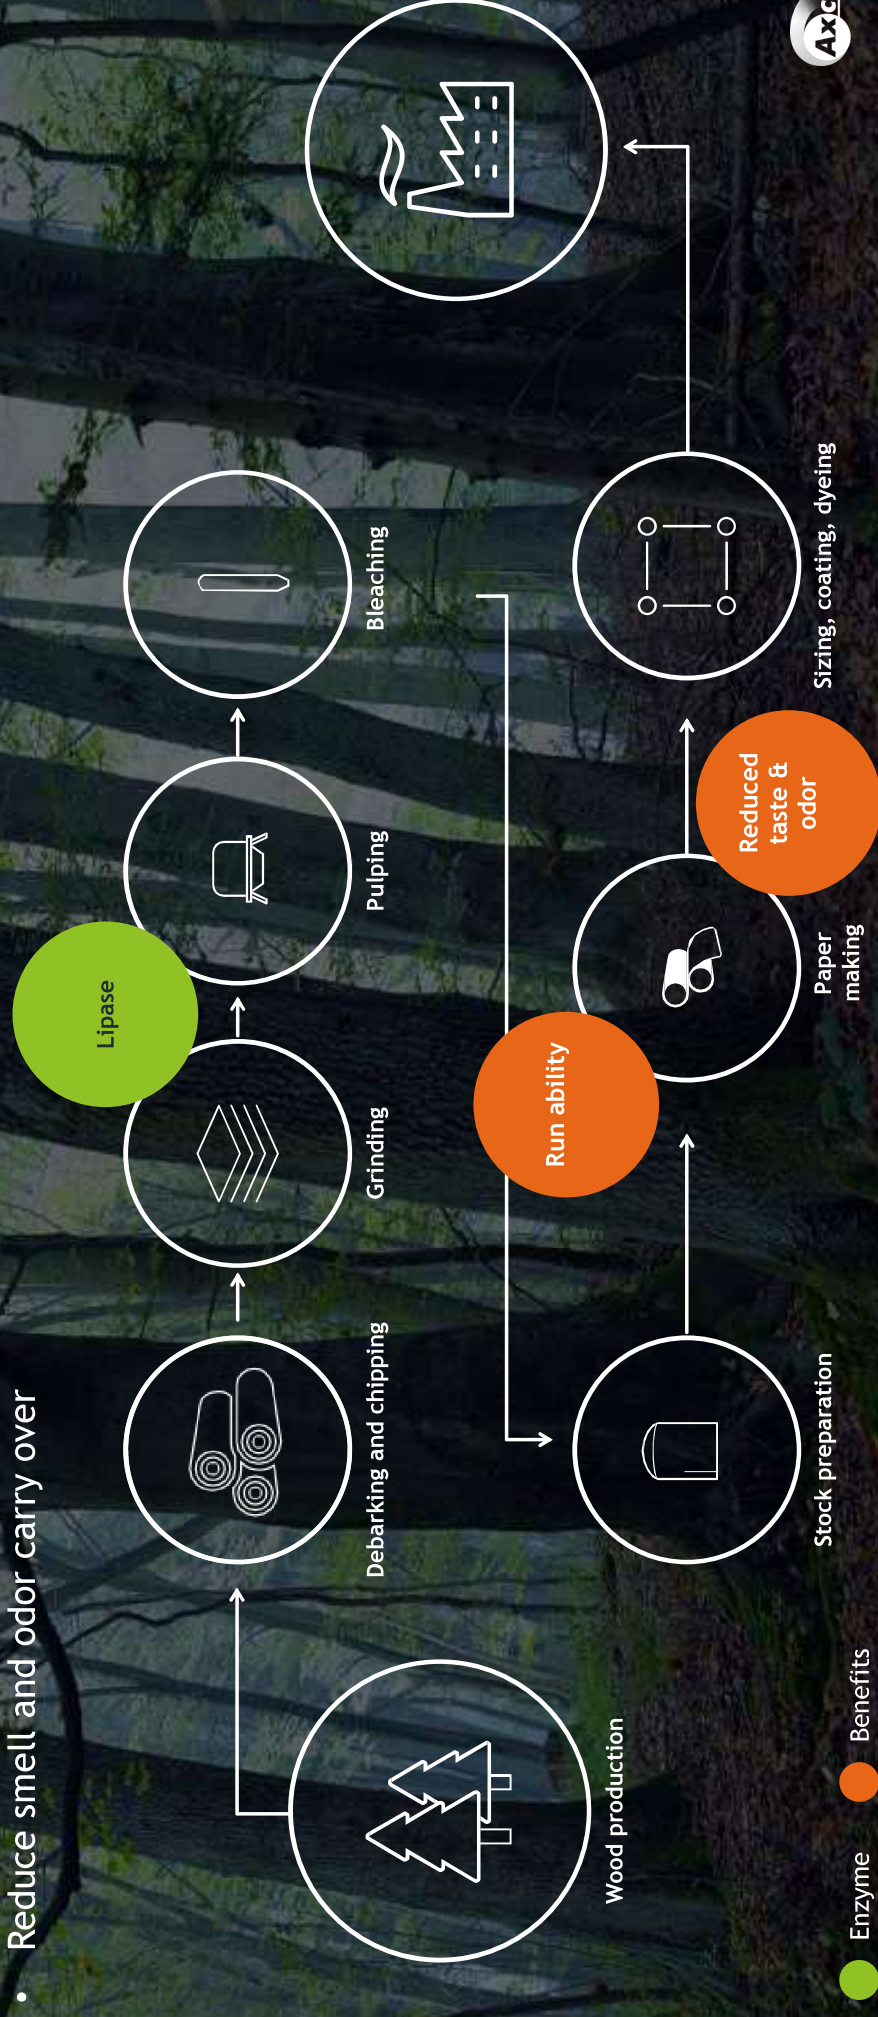 • Reduce smell and odor carry over
Lipase
Debarking and chipping
Grinding
Pulping
Bleaching
Wood production
Run ability
Reduced
taste &
odor
Stock preparation
Paper
making
Sizing, coating, dyeing
Enzyme
Benefits